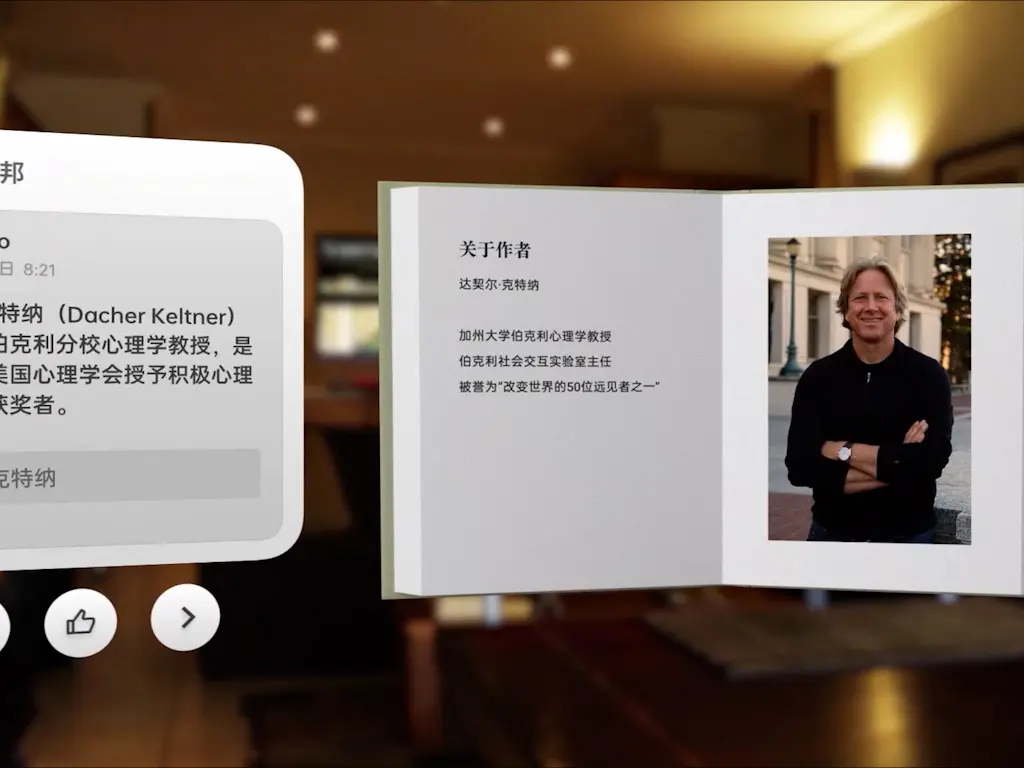 邦
o
日 8:21
特纳（Dacher Keltner）
伯克利分校心理学教授，是
美国心理学会授予积极心理
获奖者。
克特纳
关于作者
达契尔·克特纳
加州大学伯克利心理学教授
伯克利社会交互实验室主任
被誉为“改变世界的50位远见者之一”